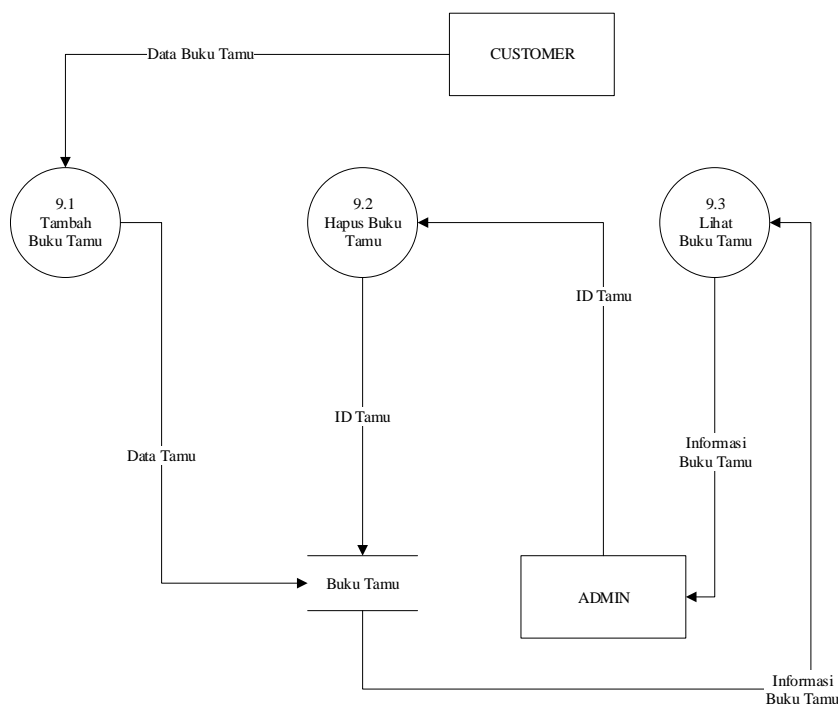 Data Buku Tamu
CUSTOMER
9.1
Tambah
Buku Tamu
9.2
Hapus Buku
Tamu
9.3
Lihat
Buku Tamu
ID Tamu
ID Tamu
Informasi
Buku Tamu
Data Tamu
Buku Tamu
ADMIN
Informasi
Buku Tamu